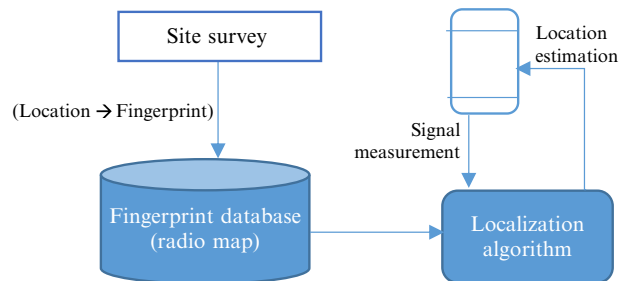 Site survey
Location
estimation
(Location → Fingerprint)
Signal
measurement
Fingerprint database
(radio map)
Localization
algorithm